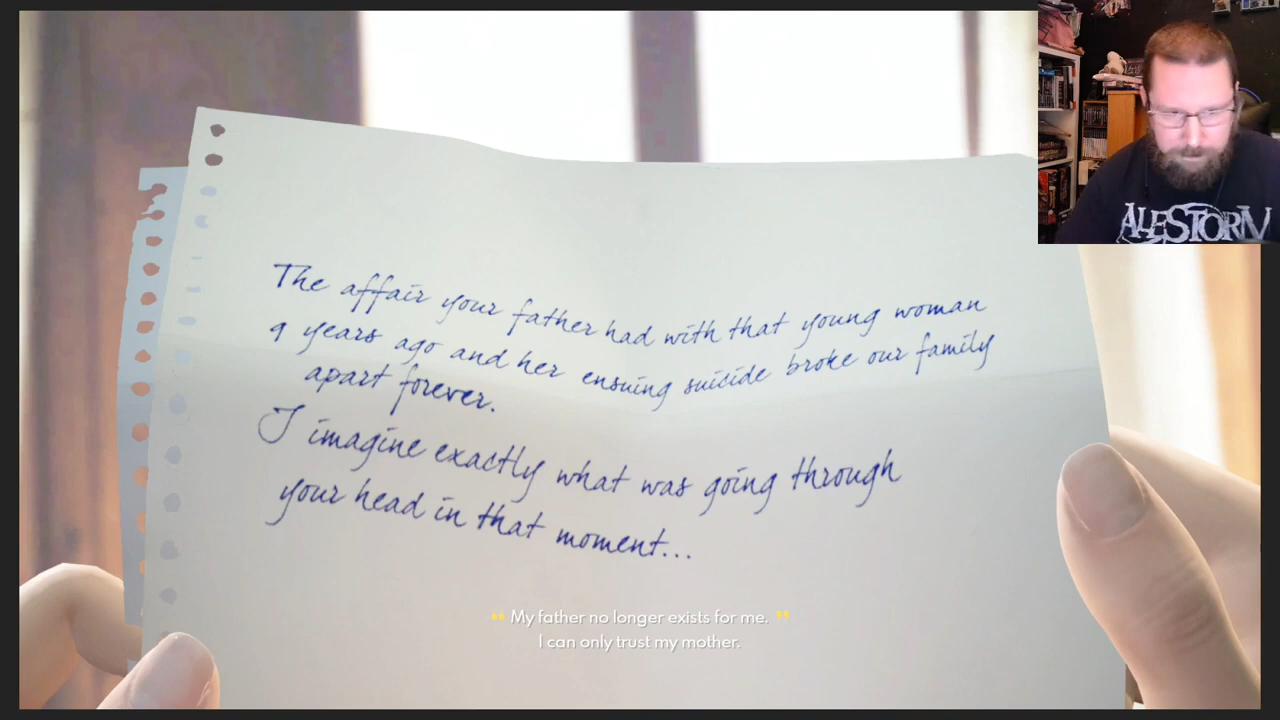 The affair your father had with that young woman
9 years ago and her ensuing suicide broke our family
apart forever.
I imagine exactly what was going through
your head in that moment...
" My father no longer exists for me. "
I can only trust my mother.
ALESTORM